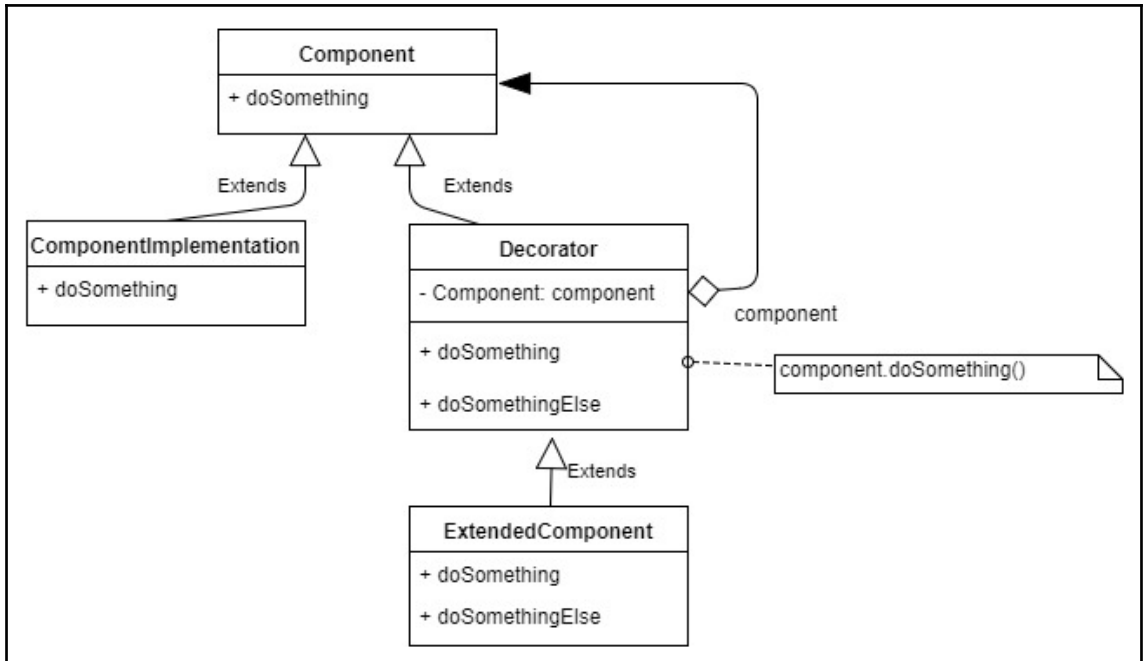 Component
+ doSomething
Extends
Extends
ComponentImplementation
+ doSomething
Decorator
- Component: component
+ doSomething
+ doSomethingElse
component
component.doSomething()
Extends
ExtendedComponent
+ doSomething
+ doSomethingElse